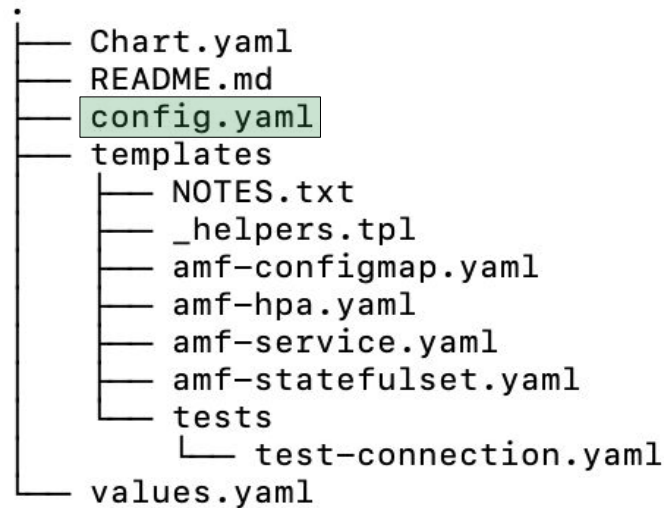 .
├── Chart.yaml
├── README.md
├── config.yaml
├── templates
│   ├── NOTES.txt
│   ├── _helpers.tpl
│   ├── amf-configmap.yaml
│   ├── amf-hpa.yaml
│   ├── amf-service.yaml
│   ├── amf-statefulset.yaml
│   └── tests
│       └── test-connection.yaml
└── values.yaml